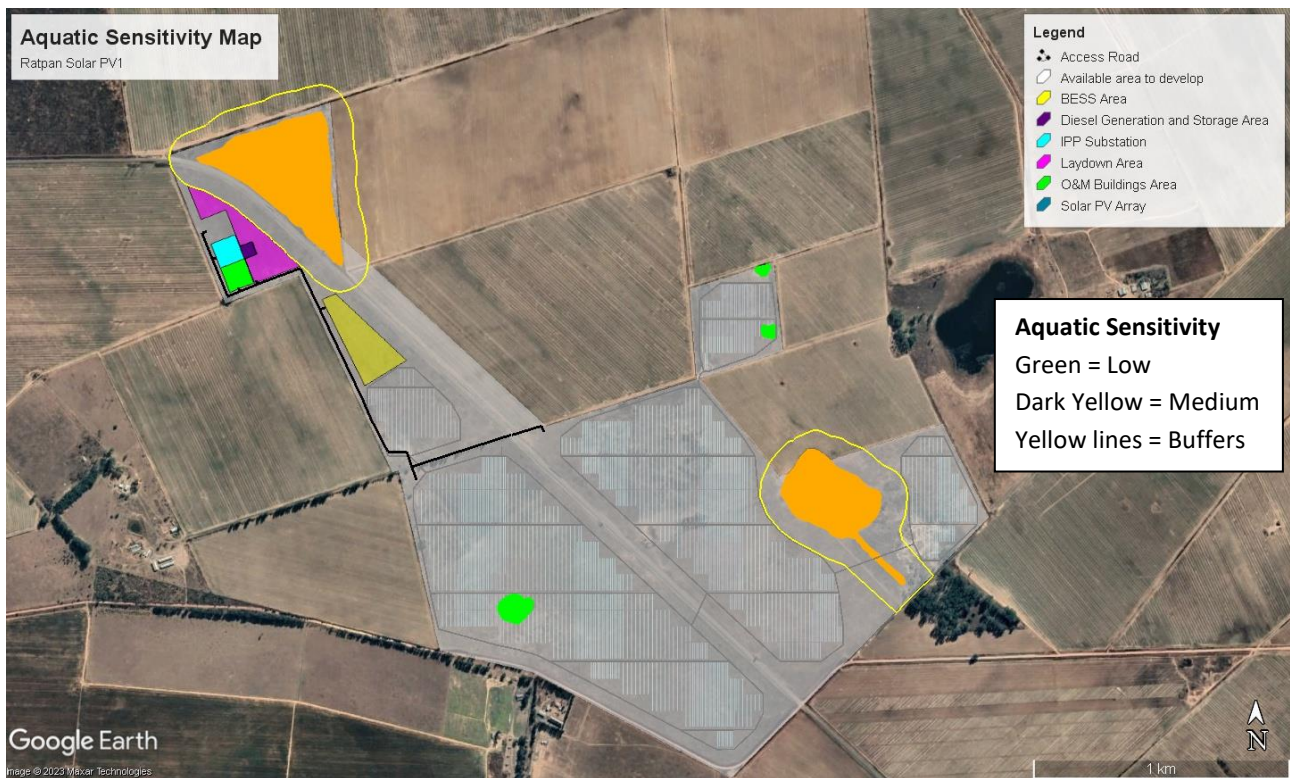 Aquatic Sensitivity Map
Ratpan Solar PV1
Legend
Access Road
Available area to develop
BESS Area
Diesel Generation and Storage Area
IPP Substation
Laydown Area
O&M Buildings Area
Solar PV Array
Aquatic Sensitivity
Green = Low
Dark Yellow = Medium
Yellow lines = Buffers
Google Earth
Image © 2023 Maxar Technologies
N
1 km